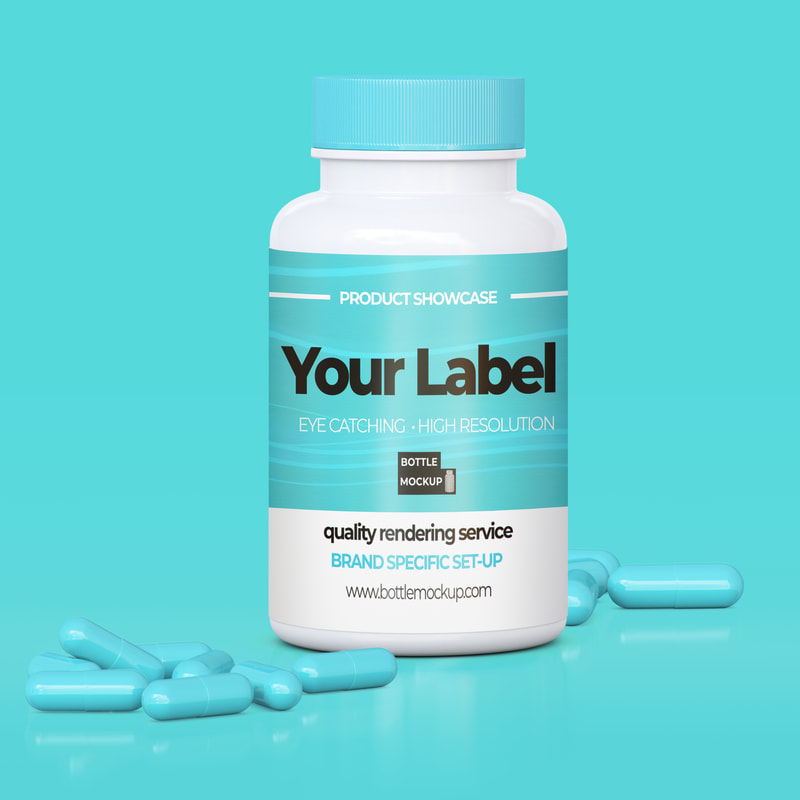 PRODUCT SHOWCASE
Your Label
EYE CATCHING • HIGH RESOLUTION
BOTTLE
MOCKUP
quality rendering service
BRAND SPECIFIC SET-UP
www.bottlemockup.com